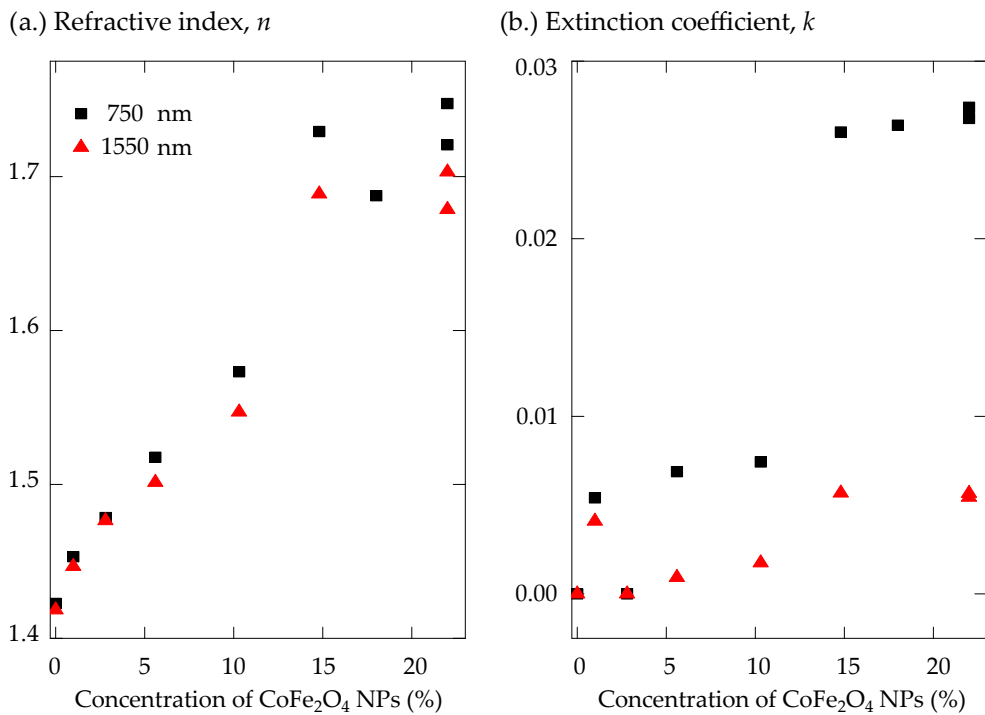 (a.) Refractive index, n
(b.) Extinction coefficient, k
750 nm
1550 nm
1.7
1.6
1.5
1.4
0 5 10 15 20
Concentration of CoFe₂O₄ NPs (%)
0.03
0.02
0.01
0.00
0 5 10 15 20
Concentration of CoFe₂O₄ NPs (%)